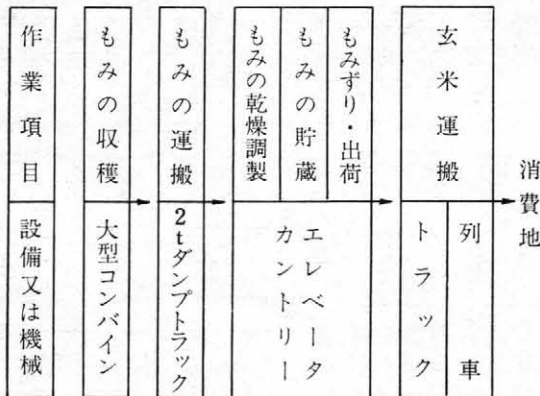 作業項目
設備又は機械
もみの収穫
大型コンバイン
もみの運搬
2tダンプトラック
もみの乾燥調製
もみの貯蔵
もみずり・出荷
カントリー
エレベータ
玄米運搬
トラック
列車
消費地